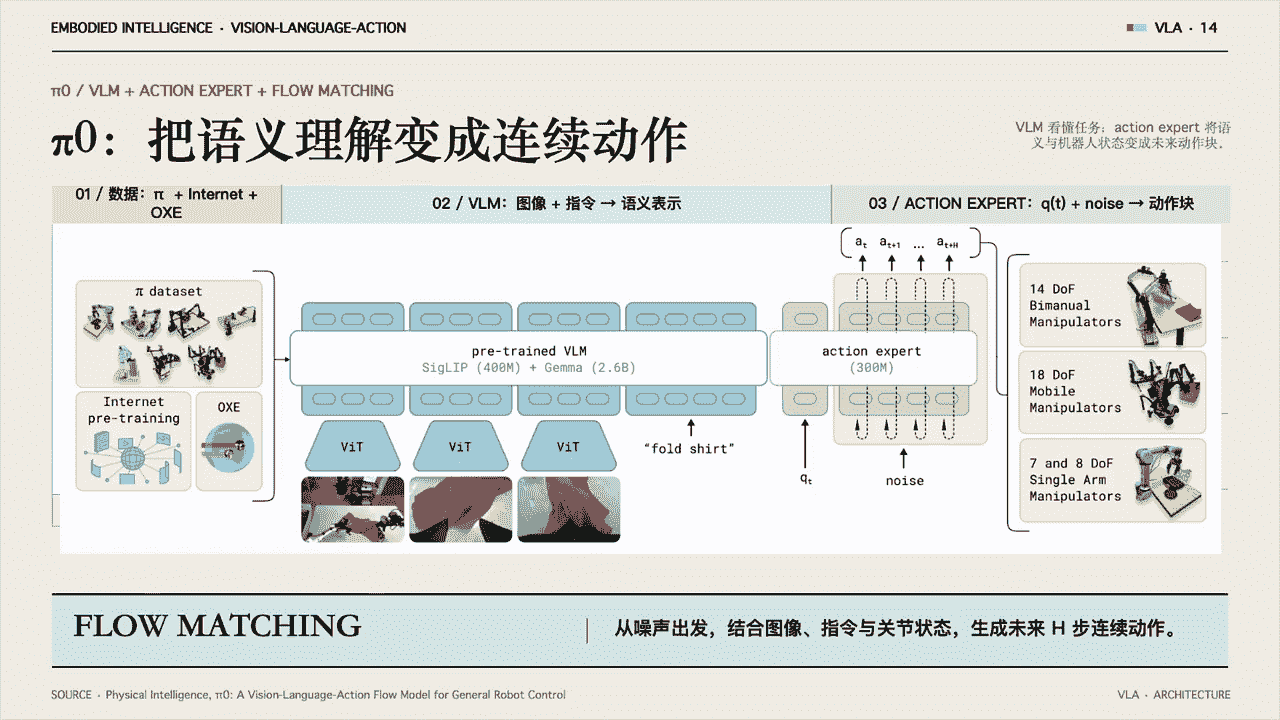 EMBODIED INTELLIGENCE · VISION-LANGUAGE-ACTION
VLA · 14
π0 / VLM + ACTION EXPERT + FLOW MATCHING
π0：把语义理解变成连续动作
VLM 看懂任务；action expert 将语
义与机器人状态变成未来动作块。
01 / 数据：π + Internet +
OXE
02 / VLM：图像 + 指令 → 语义表示
03 / ACTION EXPERT：q(t) + noise → 动作块
π dataset
Internet
pre-training
OXE
pre-trained VLM
SigLIP (400M) + Gemma (2.6B)
ViT
ViT
ViT
“fold shirt”
aₜ aₜ₊₁ ... aₜ₊H
action expert
(300M)
qₜ
noise
14 DoF
Bimanual
Manipulators
18 DoF
Mobile
Manipulators
7 and 8 DoF
Single Arm
Manipulators
FLOW MATCHING
从噪声出发，结合图像、指令与关节状态，生成未来 H 步连续动作。
SOURCE · Physical Intelligence, π0: A Vision-Language-Action Flow Model for General Robot Control
VLA · ARCHITECTURE